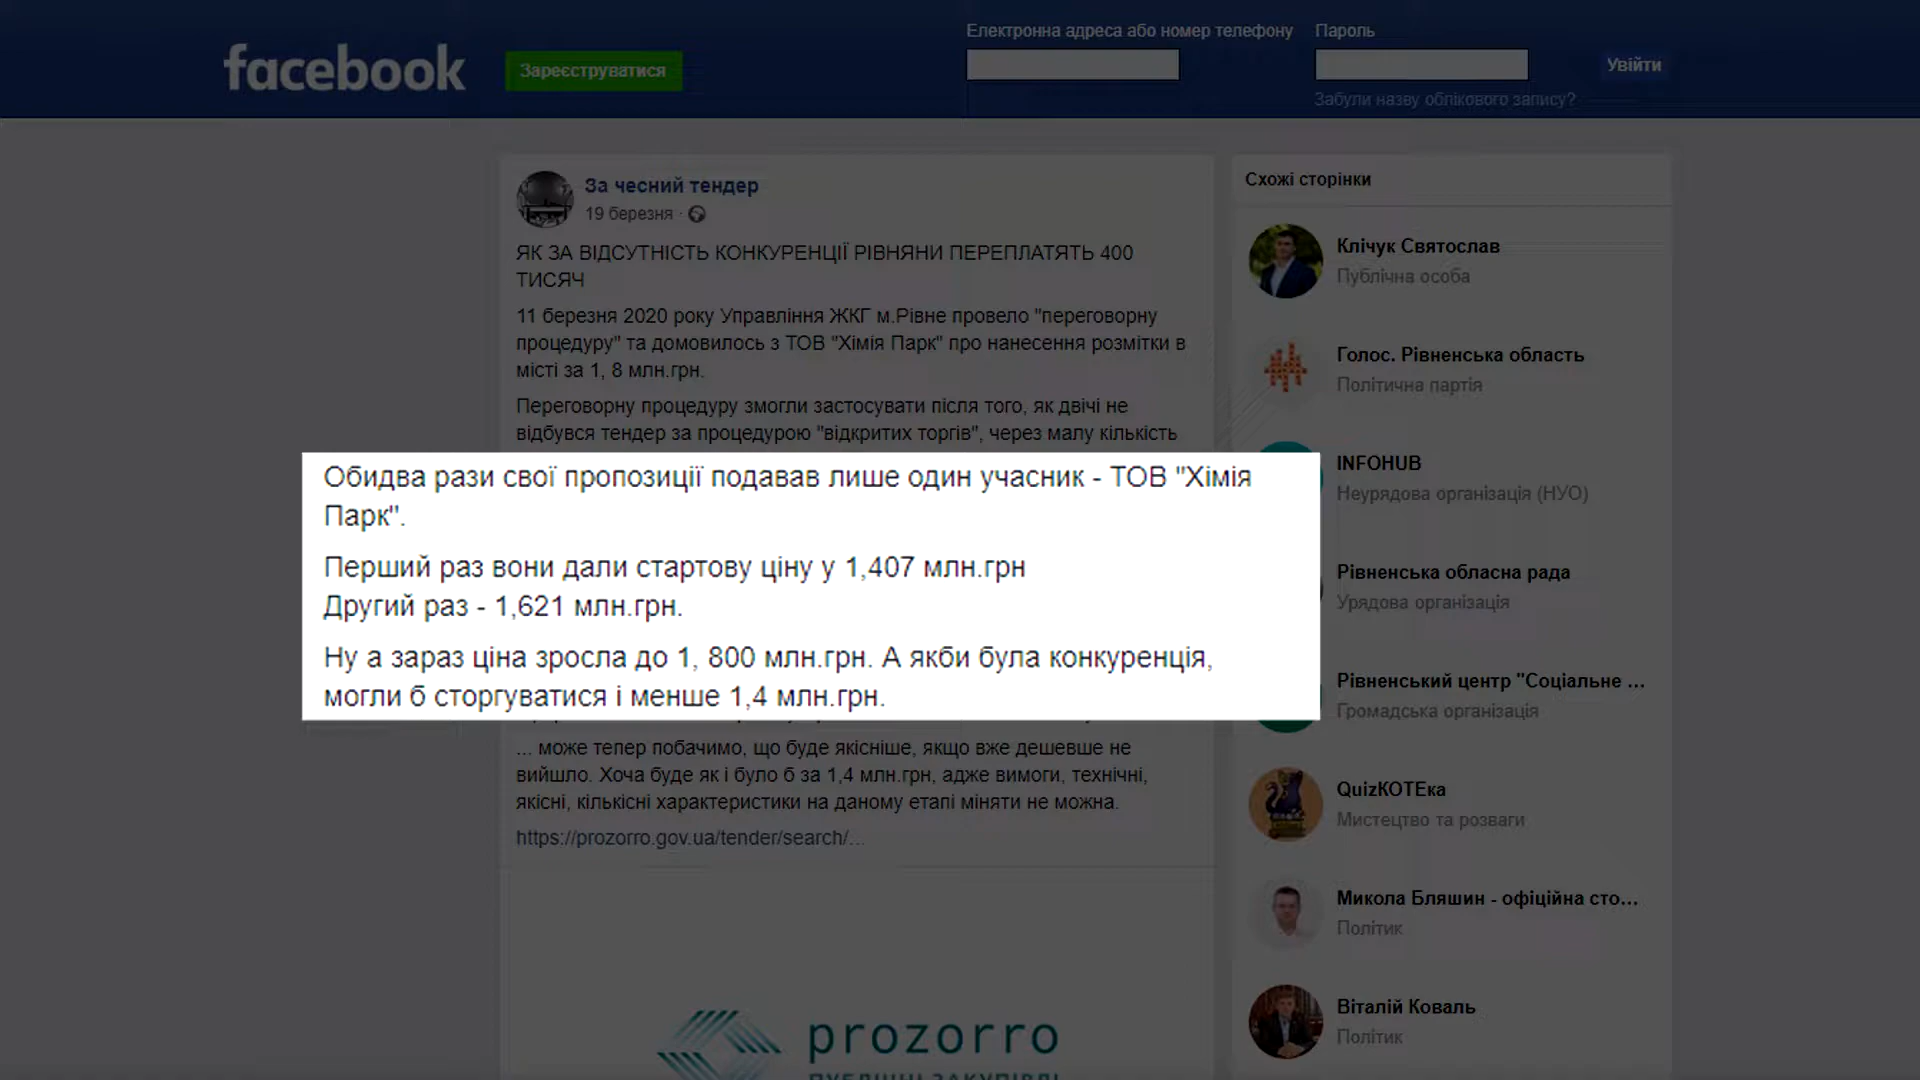 Електронна адреса або номер телефону
Пароль
facebook
Зареєструватися
Увійти
Забули назву облікового запису?
За чесний тендер
19 березня ·
ЯК ЗА ВІДСУТНІСТЬ КОНКУРЕНЦІЇ РІВНЯНИ ПЕРЕПЛАТЯТЬ 400
ТИСЯЧ
11 березня 2020 року Управління ЖКГ м.Рівне провело "переговорну
процедуру" та домовилось з ТОВ "Хімія Парк" про нанесення розмітки в
місті за 1, 8 млн.грн.
Переговорну процедуру змогли застосувати після того, як двічі не
відбувся тендер за процедурою "відкритих торгів", через малу кількість
Обидва рази свої пропозиції подавав лише один учасник - ТОВ "Хімія
Парк".
Перший раз вони дали стартову ціну у 1,407 млн.грн
Другий раз - 1,621 млн.грн.
Ну а зараз ціна зросла до 1, 800 млн.грн. А якби була конкуренція,
могли б сторгуватися і менше 1,4 млн.грн.
... може тепер побачимо, що буде якісніше, якщо вже дешевше не
вийшло. Хоча буде як і було б за 1,4 млн.грн, адже вимоги, технічні,
якісні, кількісні характеристики на даному етапі міняти не можна.
https://prozorro.gov.ua/tender/search/...
prozorro
ПУБЛІЧНІ ЗАКУПІВЛІ
Схожі сторінки
Клічук Святослав
Публічна особа
Голос. Рівненська область
Політична партія
INFOHUB
Неурядова організація (НУО)
Рівненська обласна рада
Урядова організація
Рівненський центр "Соціальне ...
Громадська організація
QuizКОТЕка
Мистецтво та розваги
Микола Бляшин - офіційна сто...
Політик
Віталій Коваль
Політик